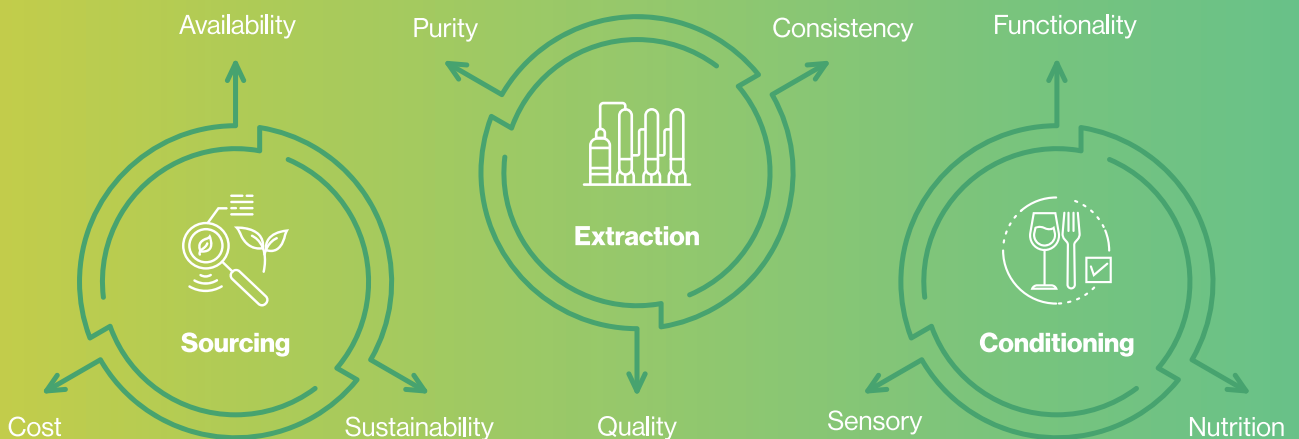 Availability
Purity
Consistency
Functionality
Extraction
Sourcing
Conditioning
Cost
Sustainability
Quality
Sensory
Nutrition